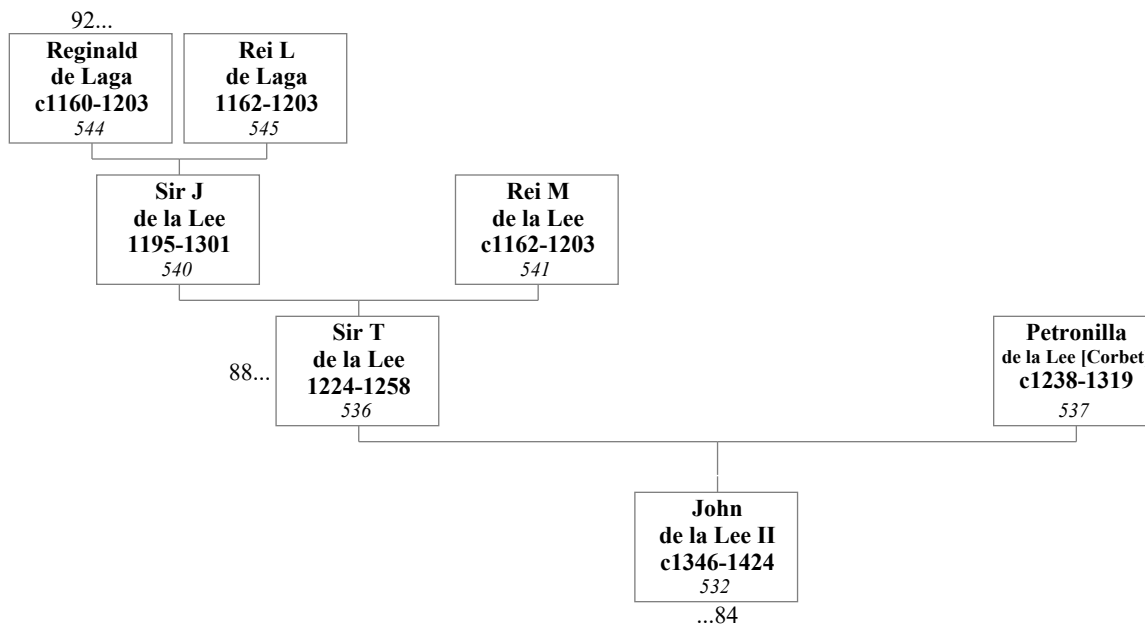 92...
Reginald
de Laga
c1160-1203
544
Rei L
de Laga
1162-1203
545
Sir J
de la Lee
1195-1301
540
Rei M
de la Lee
c1162-1203
541
88...
Sir T
de la Lee
1224-1258
536
Petronilla
de la Lee [Corbet
c1238-1319
537
John
de la Lee II
c1346-1424
532
...84